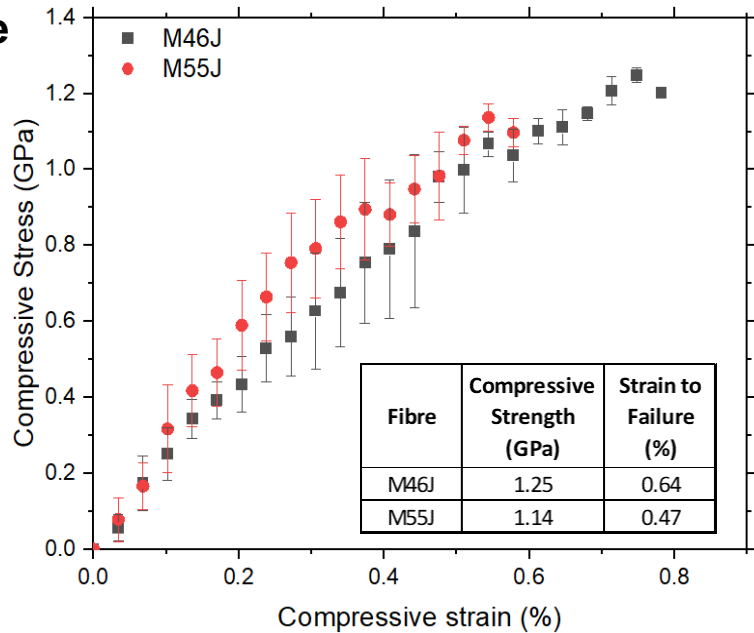 e
M46J
M55J
Compressive Stress (GPa)
1.4
1.2
1.0
0.8
0.6
0.4
0.2
0.0
Fibre
Compressive
Strength
(GPa)
Strain to
Failure
(%)
M46J 1.25 0.64
M55J 1.14 0.47
0.0 0.2 0.4 0.6 0.8
Compressive strain (%)